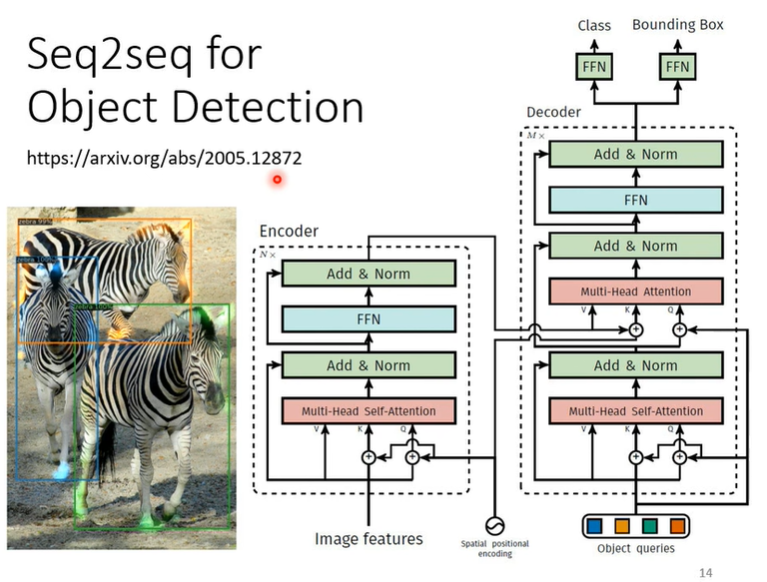 Seq2seq for
Object Detection
https://arxiv.org/abs/2005.12872
zebra 99%
zebra 100%
zebra 100%
Encoder
N×
Add & Norm
FFN
Add & Norm
Multi-Head Self-Attention
V K Q
Image features
Spatial positional
encoding
Class Bounding Box
FFN FFN
Decoder
M×
Add & Norm
FFN
Add & Norm
Multi-Head Attention
V K Q
Add & Norm
Multi-Head Self-Attention
V K Q
Object queries
14